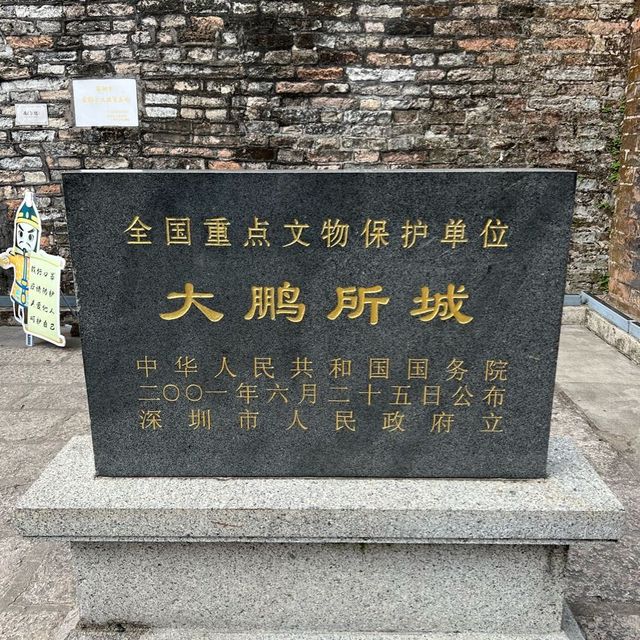 全国重点文物保护单位
大鹏所城
中华人民共和国国务院
二〇〇一年六月二十五日公布
深圳市人民政府立